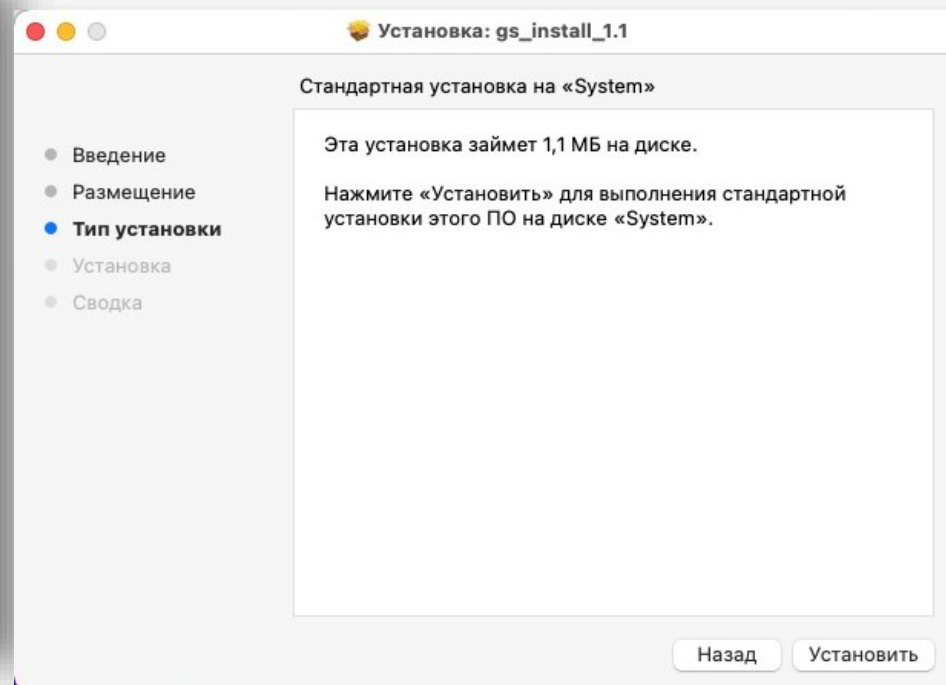 Установка: gs_install_1.1
Стандартная установка на «System»
Введение
Размещение
Тип установки
Установка
Сводка
Эта установка займет 1,1 МБ на диске.
Нажмите «Установить» для выполнения стандартной
установки этого ПО на диске «System».
Назад
Установить